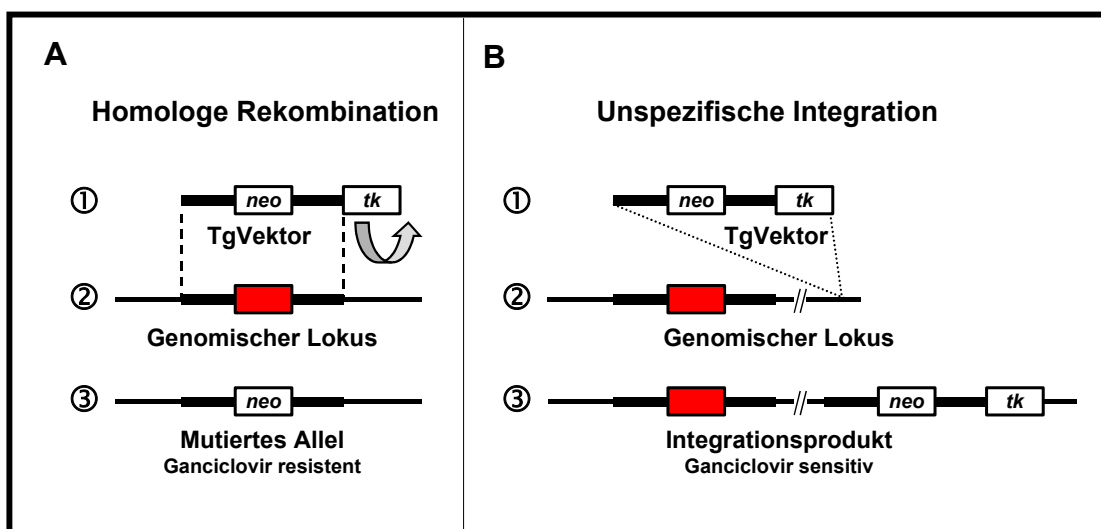 A
Homologe Rekombination
① neo tk
TgVektor
②
Genomischer Lokus
③ neo
Mutiertes Allel
Ganciclovir resistent
B
Unspezifische Integration
① neo tk
TgVektor
② //
Genomischer Lokus
③ // neo tk
Integrationsprodukt
Ganciclovir sensitiv